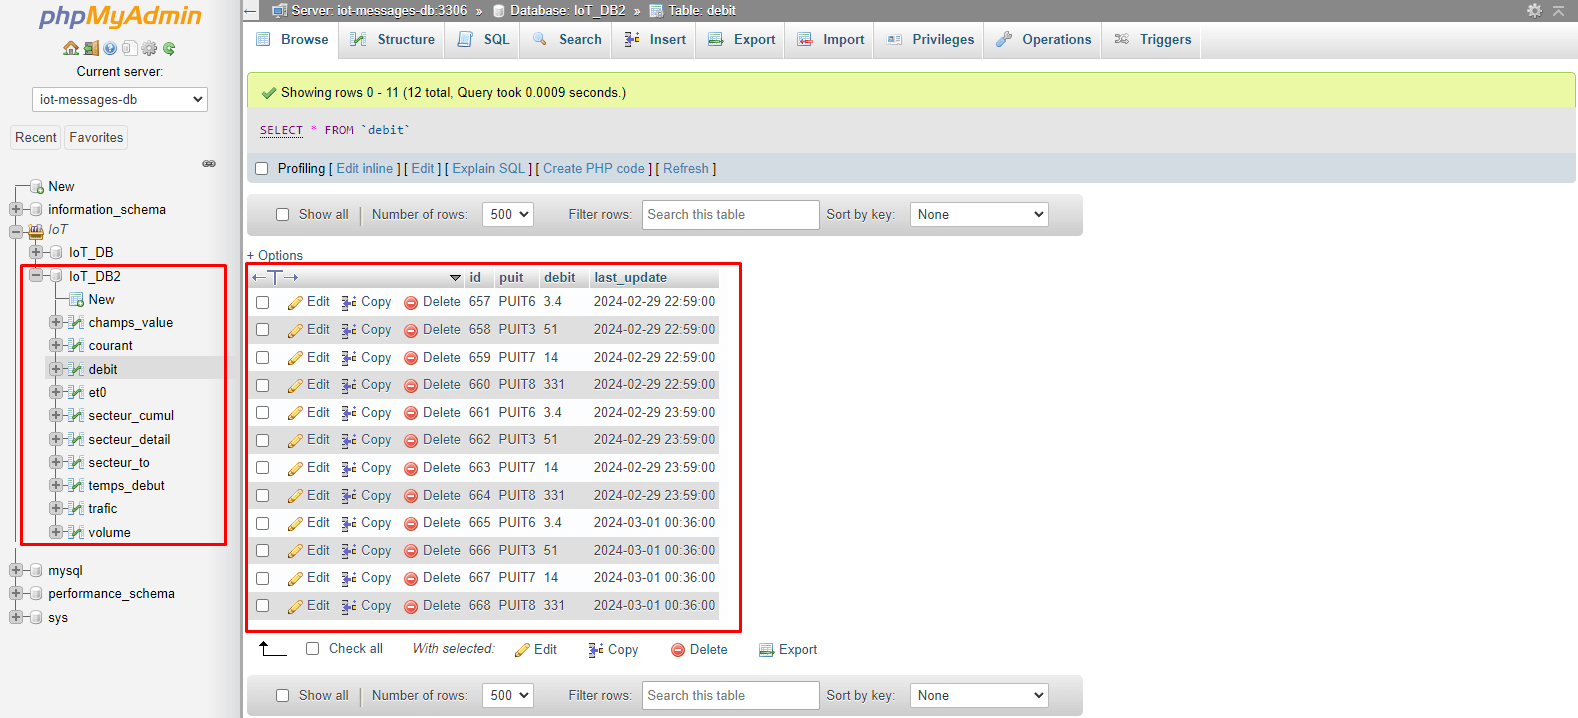 phpMyAdmin
Current server:
iot-messages-db
Recent Favorites
New
information_schema
IoT
IoT_DB
IoT_DB2
New
champs_value
courant
debit
et0
secteur_cumul
secteur_detail
secteur_to
temps_debut
trafic
volume
mysql
performance_schema
sys
Server: iot-messages-db:3306 » Database: IoT_DB2 » Table: debit
Browse Structure SQL Search Insert Export Import Privileges Operations Triggers
Showing rows 0 - 11 (12 total, Query took 0.0009 seconds.)
SELECT * FROM `debit`
Profiling [ Edit inline ] [ Edit ] [ Explain SQL ] [ Create PHP code ] [ Refresh ]
Show all Number of rows: 500 Filter rows: Search this table Sort by key: None
+ Options
←T→ id puit debit last_update
Edit Copy Delete 657 PUIT6 3.4 2024-02-29 22:59:00
Edit Copy Delete 658 PUIT3 51 2024-02-29 22:59:00
Edit Copy Delete 659 PUIT7 14 2024-02-29 22:59:00
Edit Copy Delete 660 PUIT8 331 2024-02-29 22:59:00
Edit Copy Delete 661 PUIT6 3.4 2024-02-29 23:59:00
Edit Copy Delete 662 PUIT3 51 2024-02-29 23:59:00
Edit Copy Delete 663 PUIT7 14 2024-02-29 23:59:00
Edit Copy Delete 664 PUIT8 331 2024-02-29 23:59:00
Edit Copy Delete 665 PUIT6 3.4 2024-03-01 00:36:00
Edit Copy Delete 666 PUIT3 51 2024-03-01 00:36:00
Edit Copy Delete 667 PUIT7 14 2024-03-01 00:36:00
Edit Copy Delete 668 PUIT8 331 2024-03-01 00:36:00
Check all With selected: Edit Copy Delete Export
Show all Number of rows: 500 Filter rows: Search this table Sort by key: None